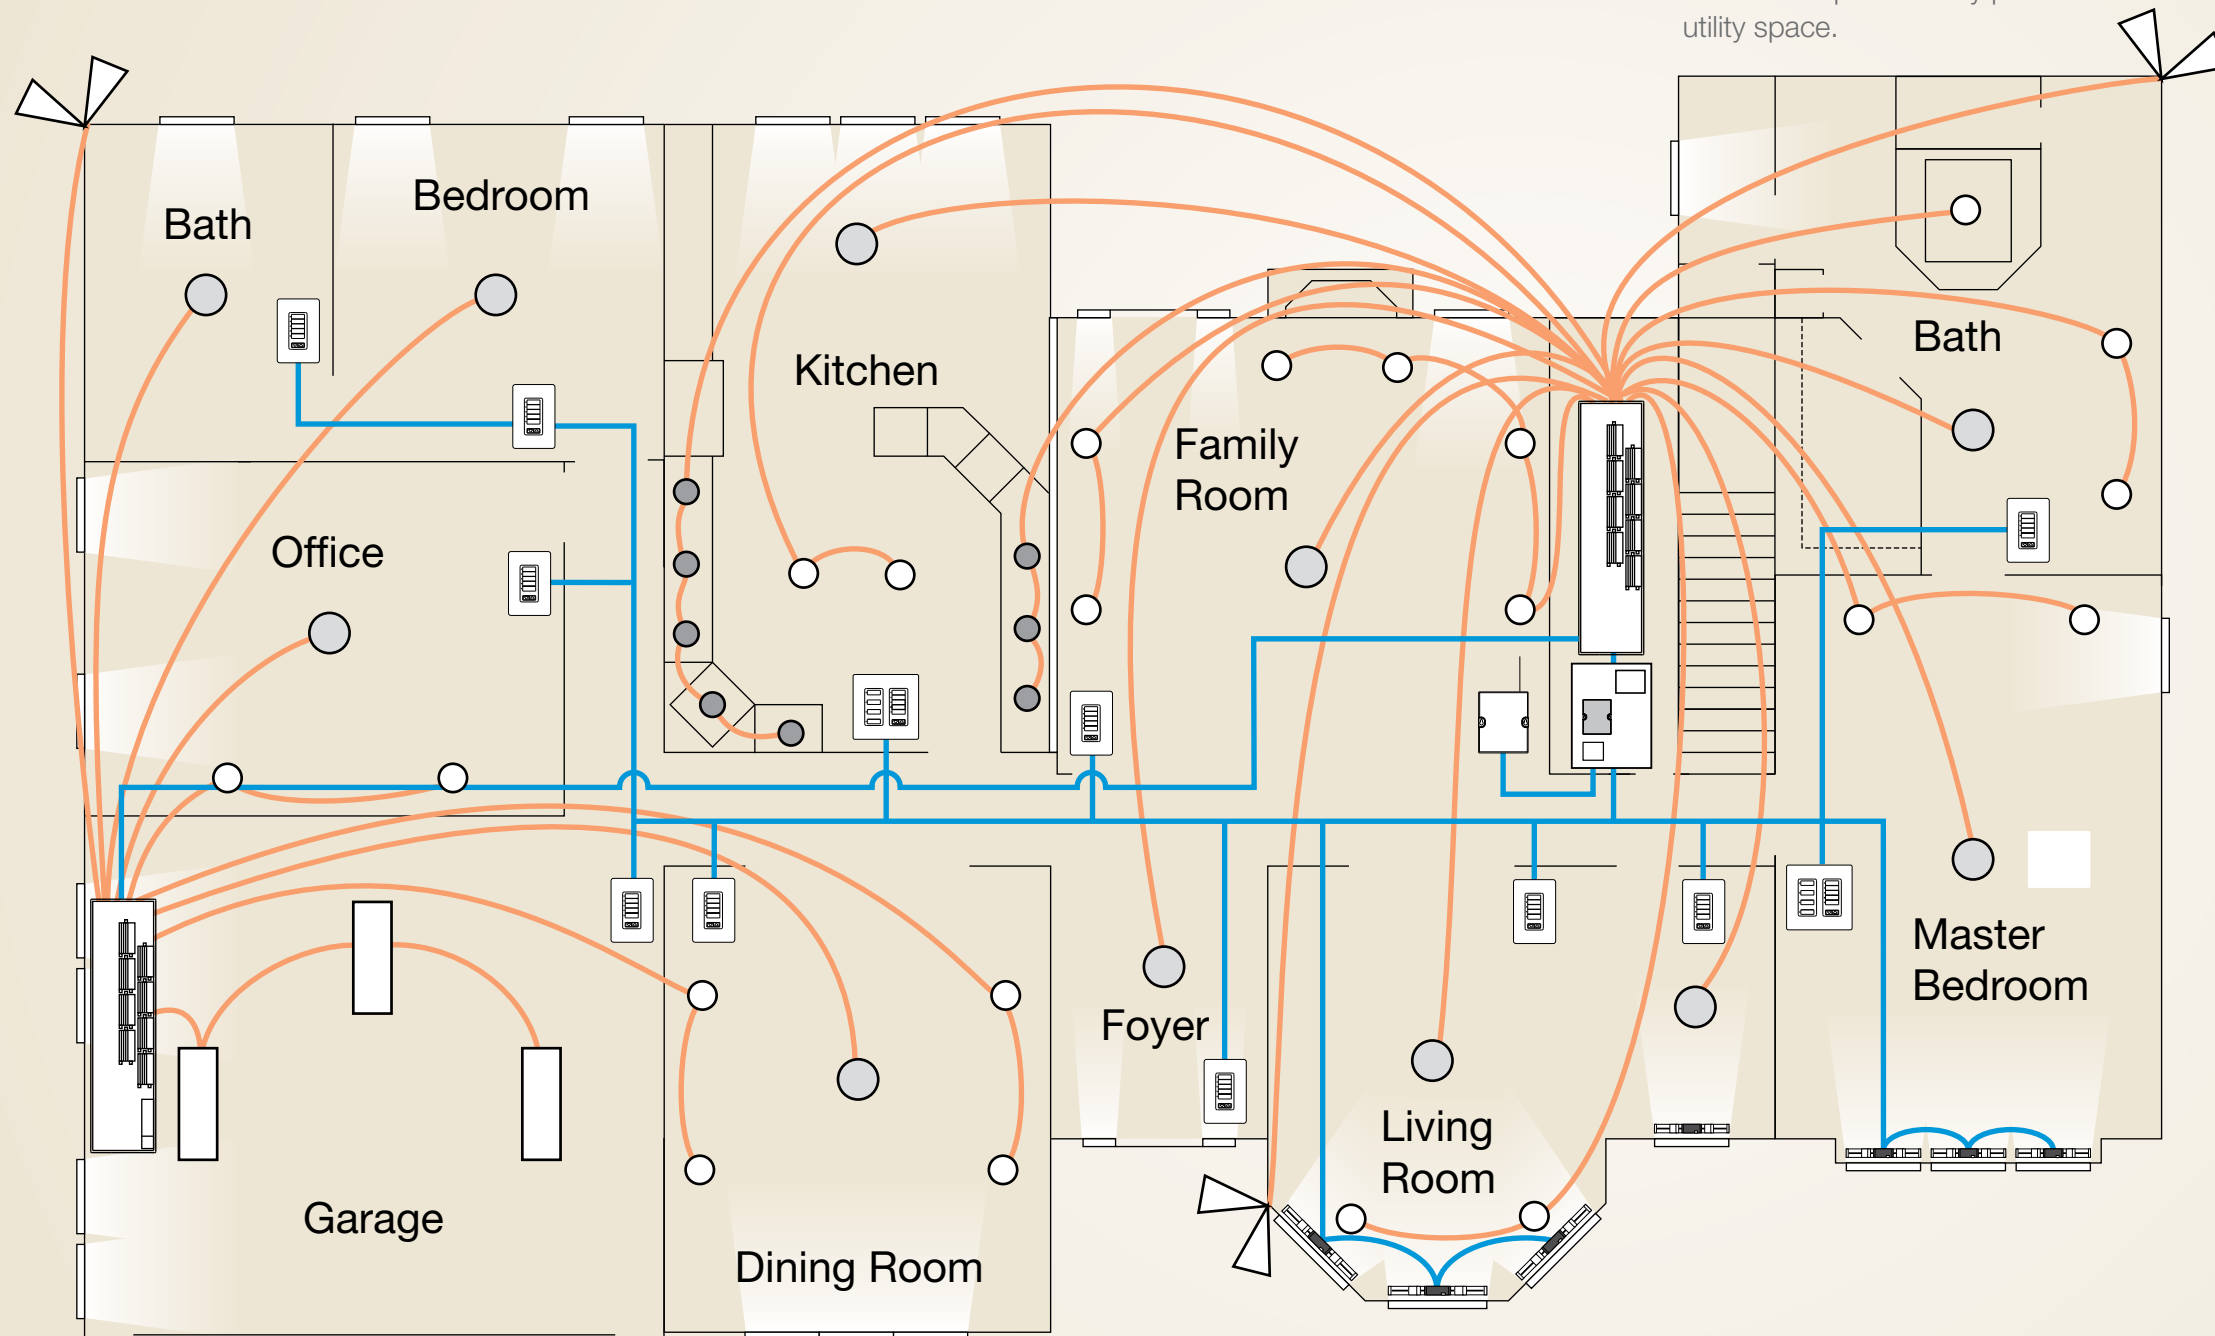 utility space.
Bath
Bedroom
Kitchen
Family
Room
Bath
Office
Master
Bedroom
Foyer
Living
Room
Garage
Dining Room